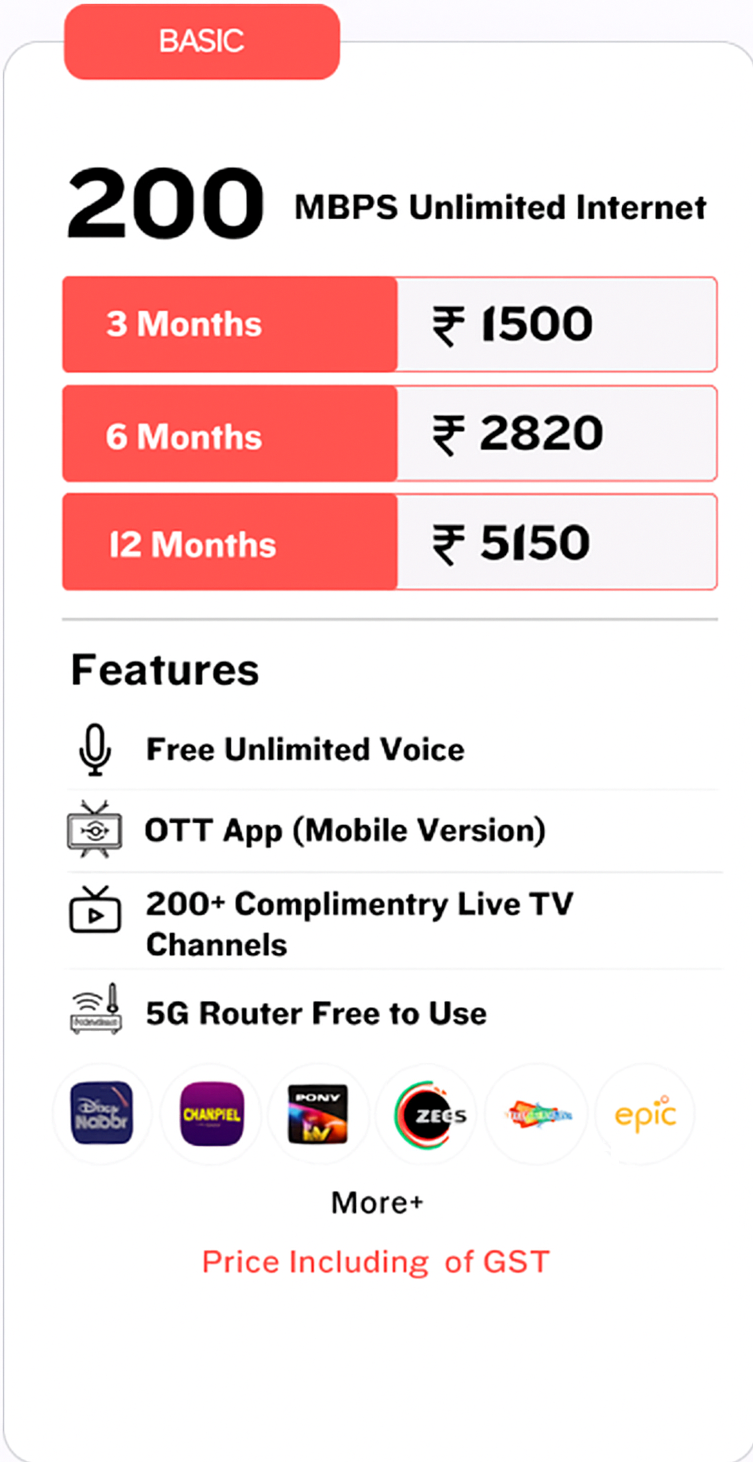 BASIC
200 MBPS Unlimited Internet
3 Months ₹ 1500
6 Months ₹ 2820
12 Months ₹ 5150
Features
Free Unlimited Voice
OTT App (Mobile Version)
200+ Complimentry Live TV
Channels
5G Router Free to Use
Nabbr CHANPIEL PONY ZEES epic
More+
Price Including of GST